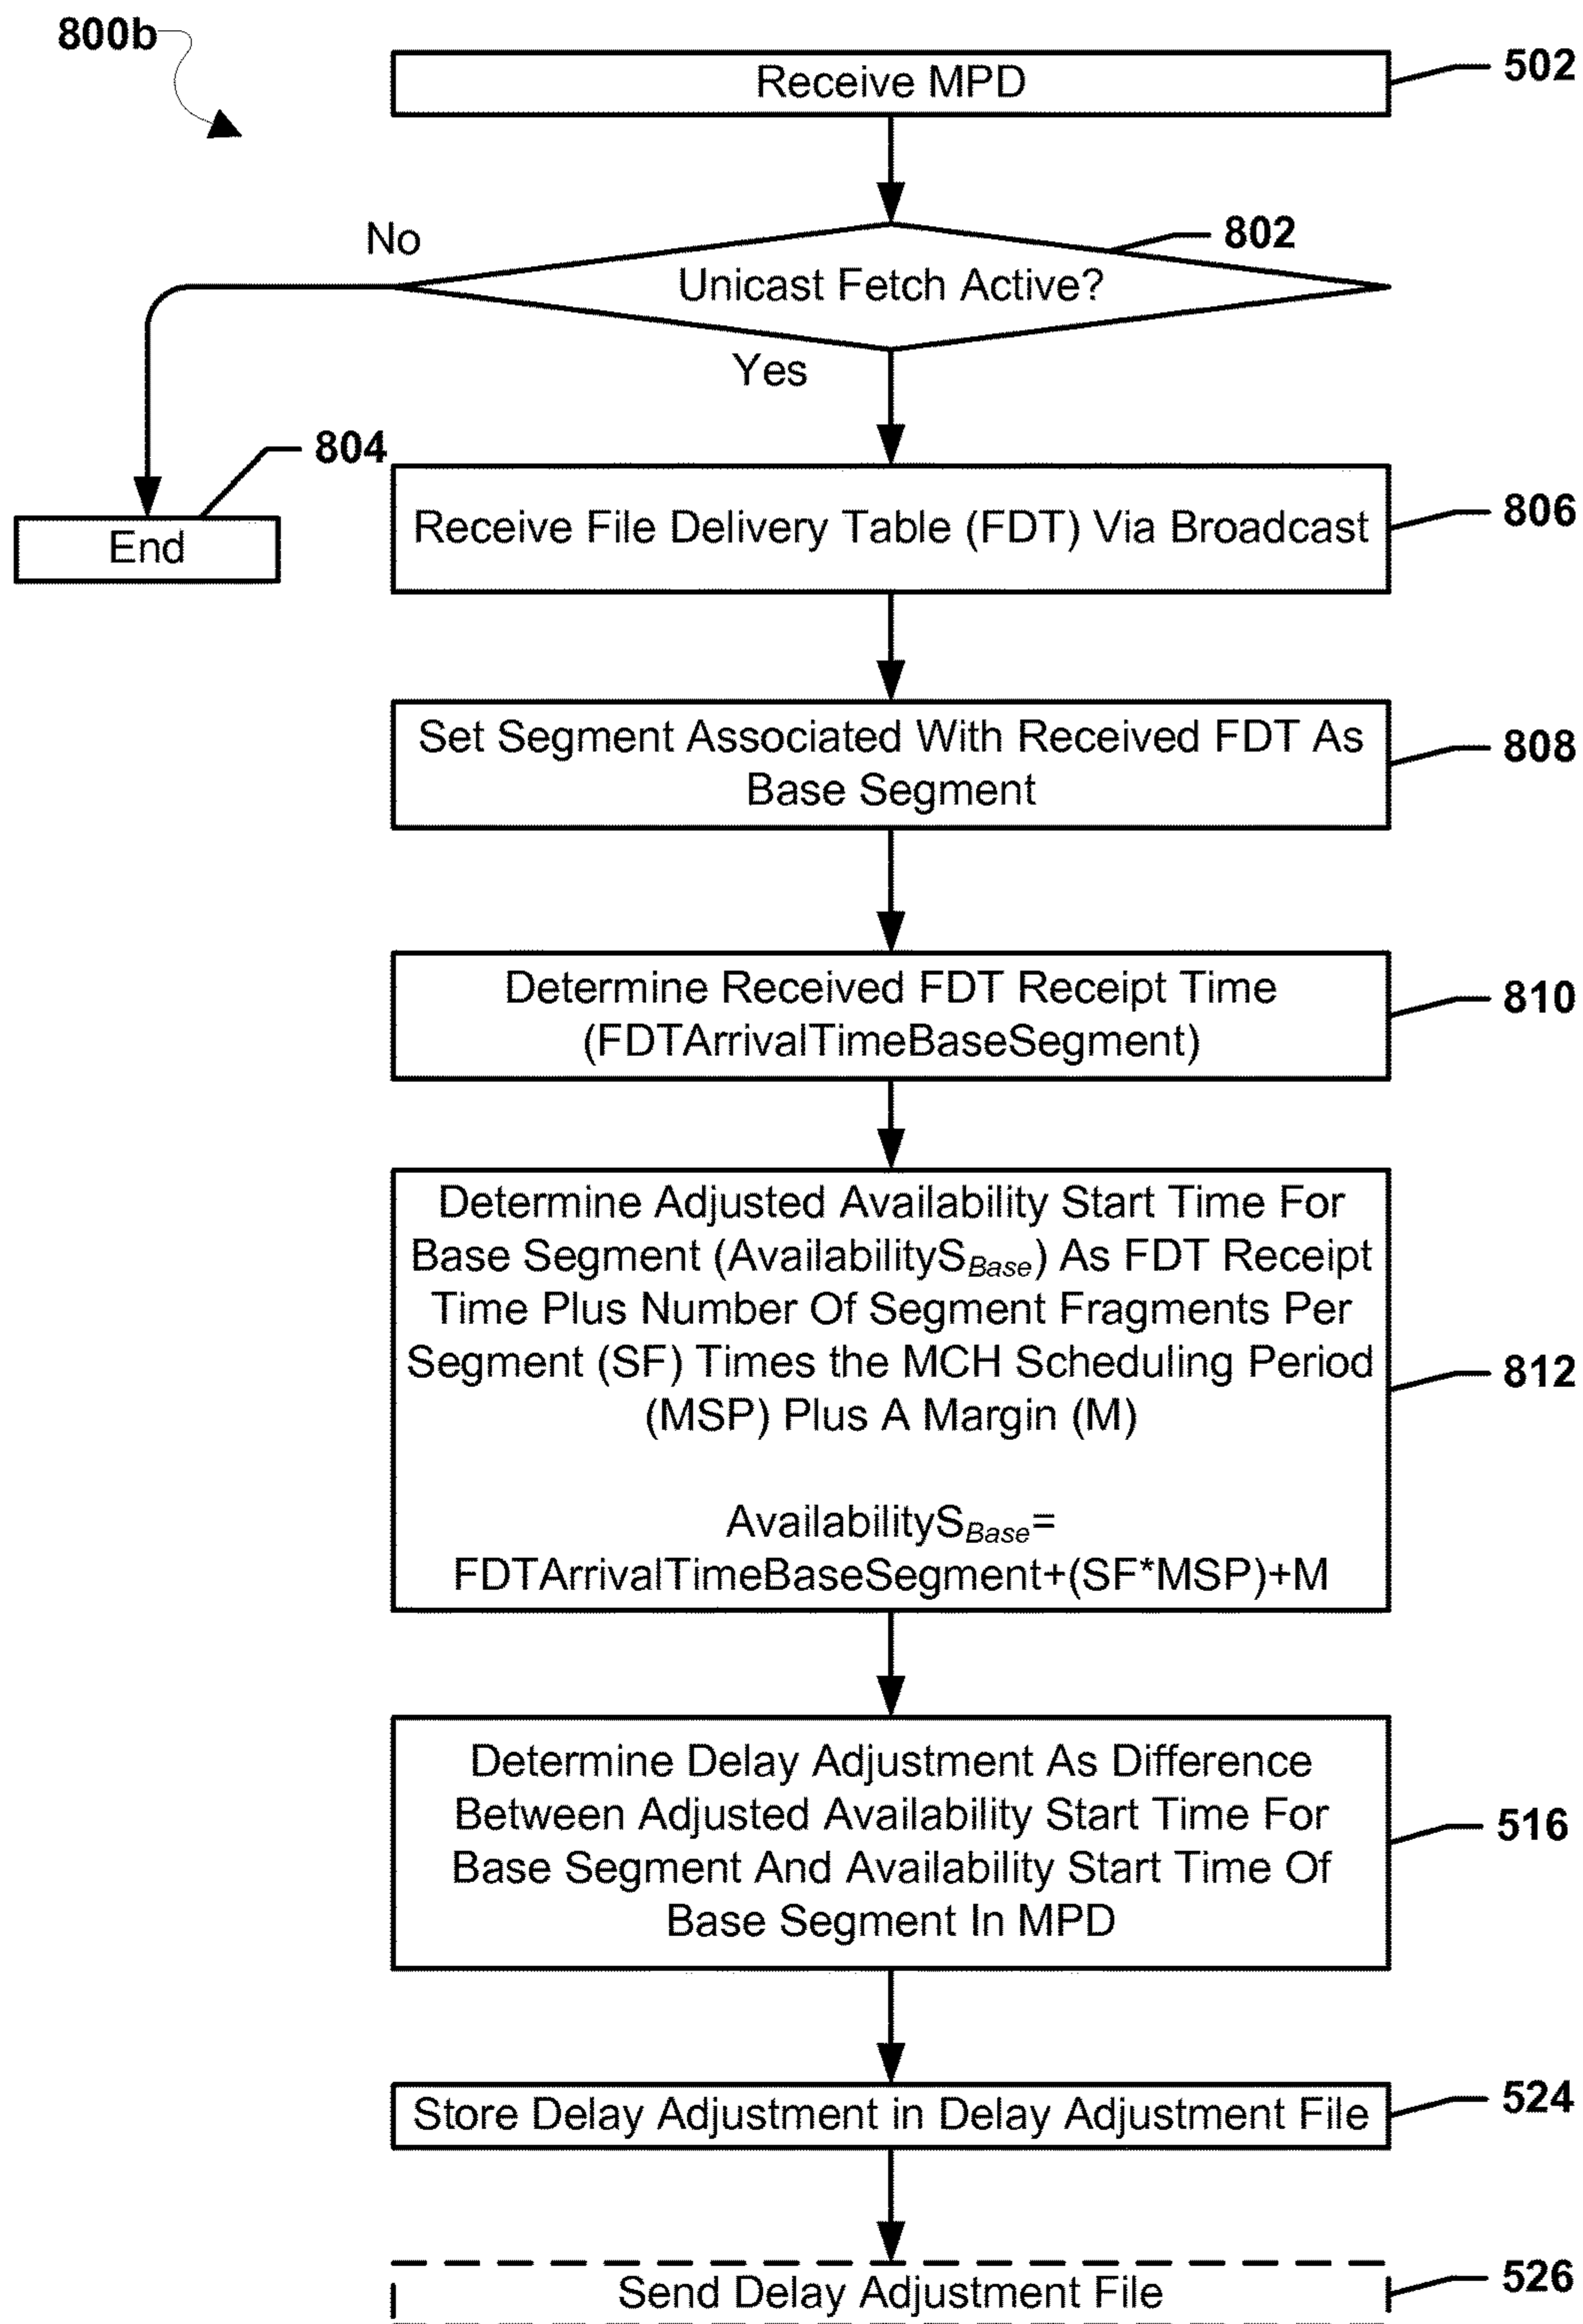 800b
Receive MPD
502
No
802
Unicast Fetch Active?
Yes
804
End
Receive File Delivery Table (FDT) Via Broadcast
806
Set Segment Associated With Received FDT As
Base Segment
808
Determine Received FDT Receipt Time
(FDTArrivalTimeBaseSegment)
810
Determine Adjusted Availability Start Time For
Base Segment (AvailabilitySBase) As FDT Receipt
Time Plus Number Of Segment Fragments Per
Segment (SF) Times the MCH Scheduling Period
(MSP) Plus A Margin (M)
812
AvailabilitySBase=
FDTArrivalTimeBaseSegment+(SF*MSP)+M
Determine Delay Adjustment As Difference
Between Adjusted Availability Start Time For
Base Segment And Availability Start Time Of
Base Segment In MPD
516
Store Delay Adjustment in Delay Adjustment File
524
Send Delay Adjustment File
526